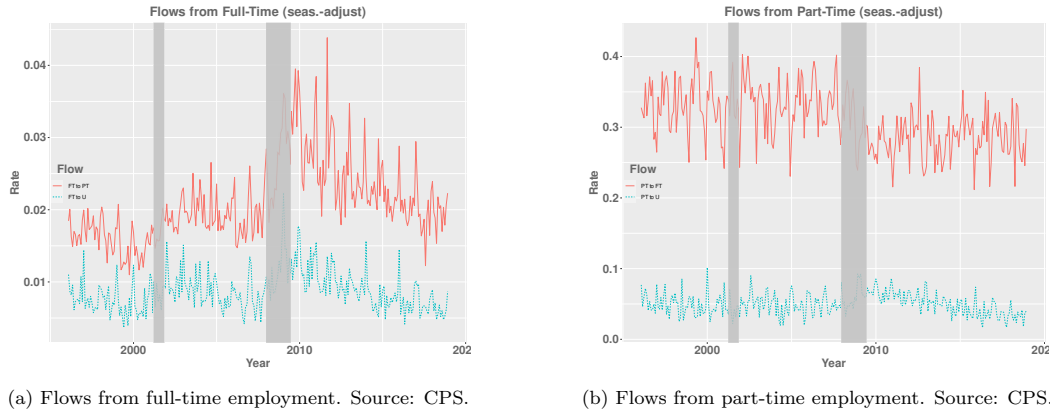 Flows from Full-Time (seas.-adjust)
0.04
0.03
0.02
0.01
Rate
Flow
FT to PT
FT to U
2000
2010
202
Year
Flows from Part-Time (seas.-adjust)
0.4
0.3
0.2
0.1
0.0
Rate
Flow
PT to FT
PT to U
2000
2010
202
Year
(a) Flows from full-time employment. Source: CPS.
(b) Flows from part-time employment. Source: CPS.